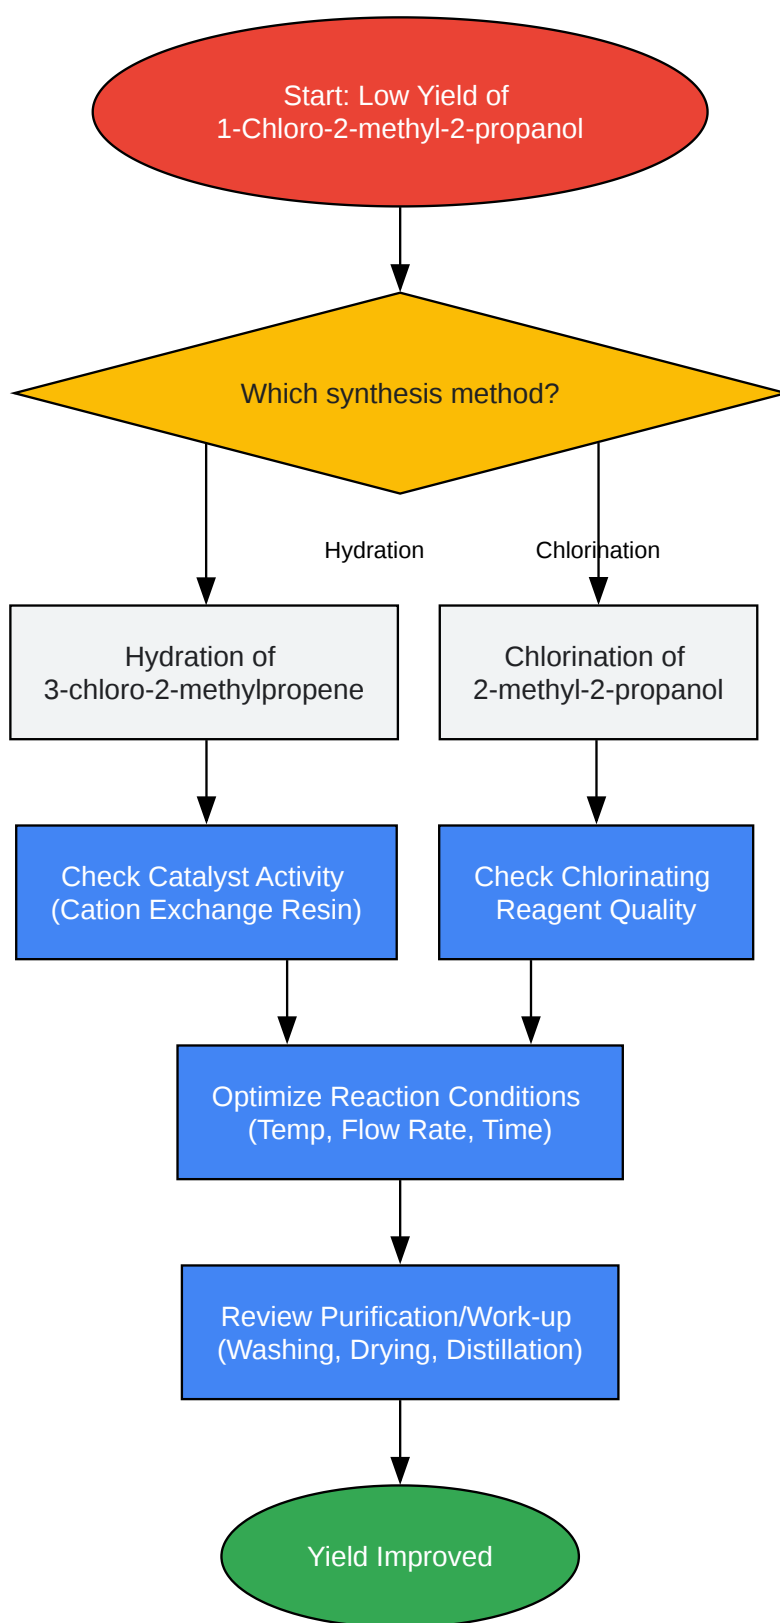 Start: Low Yield of
1-Chloro-2-methyl-2-propanol
Which synthesis method?
Hydration
Chlorination
Hydration of
3-chloro-2-methylpropene
Chlorination of
2-methyl-2-propanol
Check Catalyst Activity
(Cation Exchange Resin)
Check Chlorinating
Reagent Quality
Optimize Reaction Conditions
(Temp, Flow Rate, Time)
Review Purification/Work-up
(Washing, Drying, Distillation)
Yield Improved